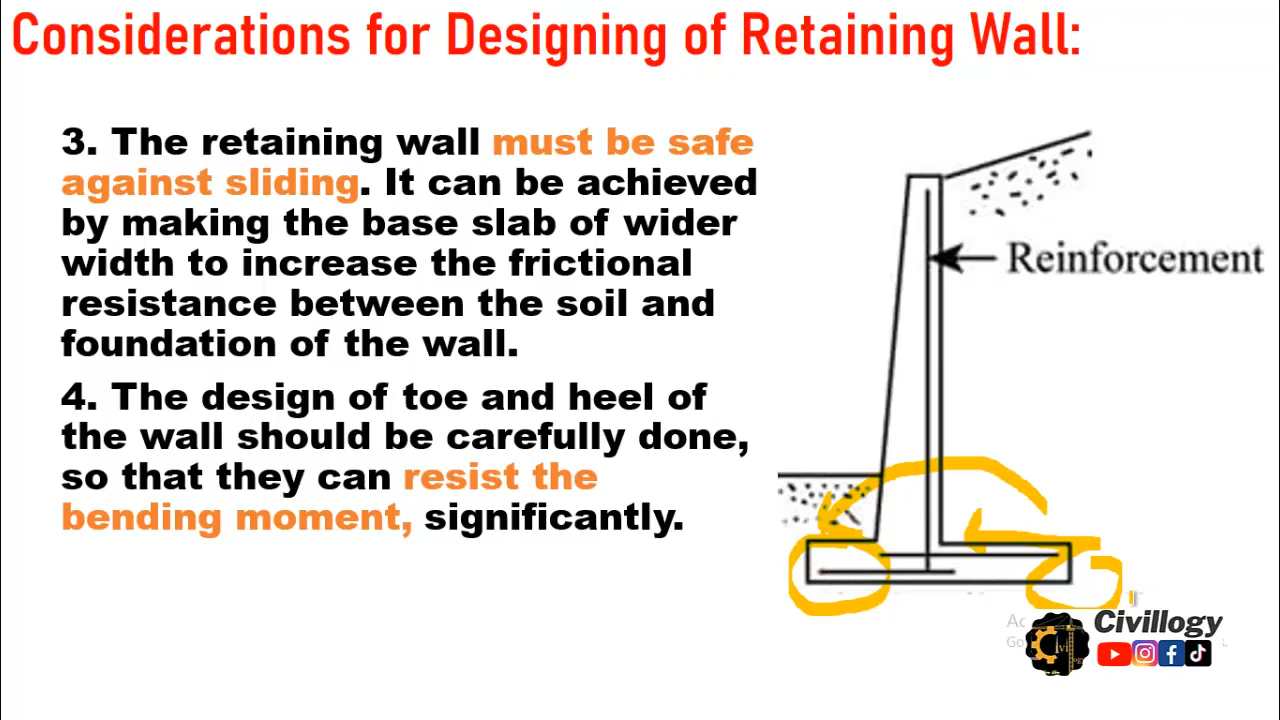 Considerations for Designing of Retaining Wall:
3. The retaining wall must be safe
against sliding. It can be achieved
by making the base slab of wider
width to increase the frictional
resistance between the soil and
foundation of the wall.
4. The design of toe and heel of
the wall should be carefully done,
so that they can resist the
bending moment, significantly.
Reinforcement
Civillogy